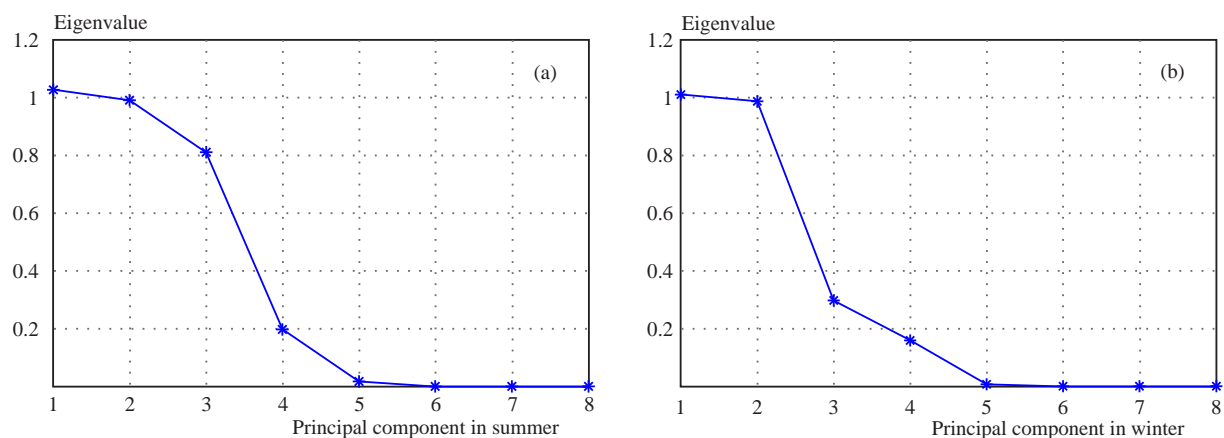 Eigenvalue
1.2
1
0.8
0.6
0.4
0.2
(a)
1 2 3 4 5 6 7 8
Principal component in summer
Eigenvalue
1.2
1
0.8
0.6
0.4
0.2
(b)
1 2 3 4 5 6 7 8
Principal component in winter